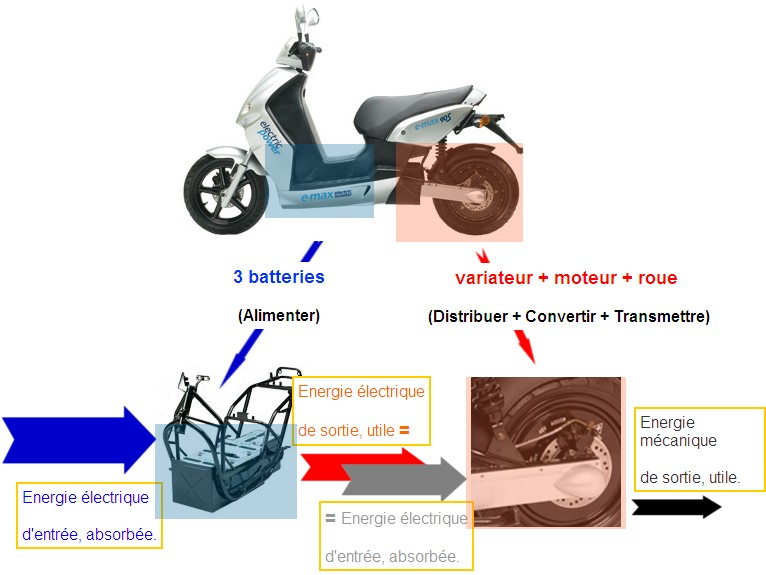 electric
power
e-max 90S
e-max electric
scooter
3 batteries
variateur + moteur + roue
(Alimenter)
(Distribuer + Convertir + Transmettre)
Energie électrique
de sortie, utile =
Energie
mécanique
de sortie, utile.
Energie électrique
d'entrée, absorbée.
= Energie électrique
d'entrée, absorbée.